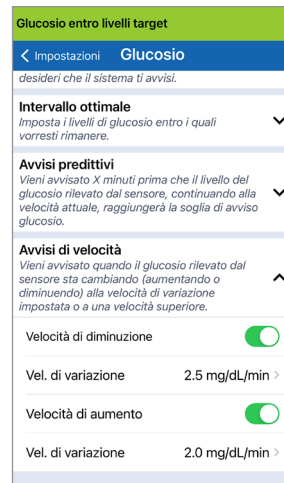 Glucosio entro livelli target
Impostazioni Glucosio
desideri che il sistema ti avvisi.
Intervallo ottimale
Imposta i livelli di glucosio entro i quali
vorresti rimanere.
Avvisi predittivi
Vieni avvisato X minuti prima che il livello del
glucosio rilevato dal sensore, continuando alla
velocità attuale, raggiungerà la soglia di avviso
glucosio.
Avvisi di velocità
Vieni avvisato quando il glucosio rilevato dal
sensore sta cambiando (aumentando o
diminuendo) alla velocità di variazione
impostata o a una velocità superiore.
Velocità di diminuzione
Vel. di variazione 2.5 mg/dL/min
Velocità di aumento
Vel. di variazione 2.0 mg/dL/min